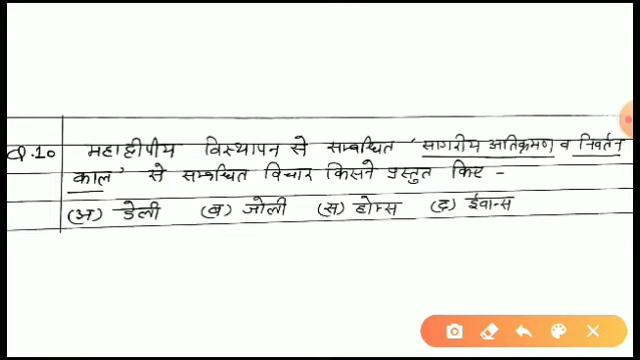 Q.10 महाद्वीपीय विस्थापन से सम्बन्धित 'सागरीय अतिक्रमण व निवर्तन
काल' से सम्बन्धित विचार किसने प्रस्तुत किए -
(अ) डेली (ब) जोली (स) होम्स (द) ईवान्स